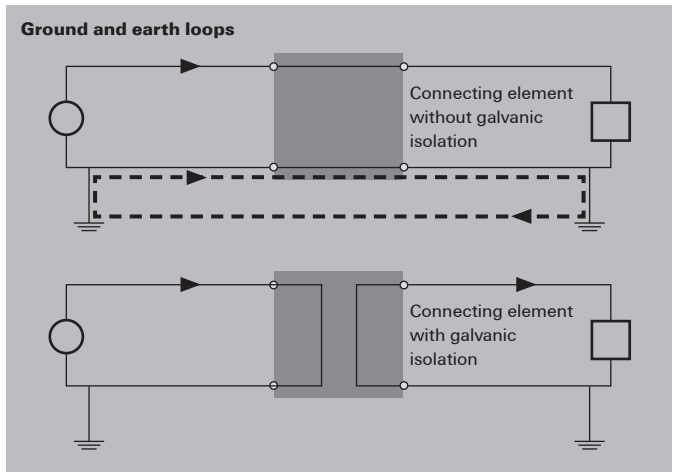 Ground and earth loops
Connecting element
without galvanic
isolation
Connecting element
with galvanic
isolation